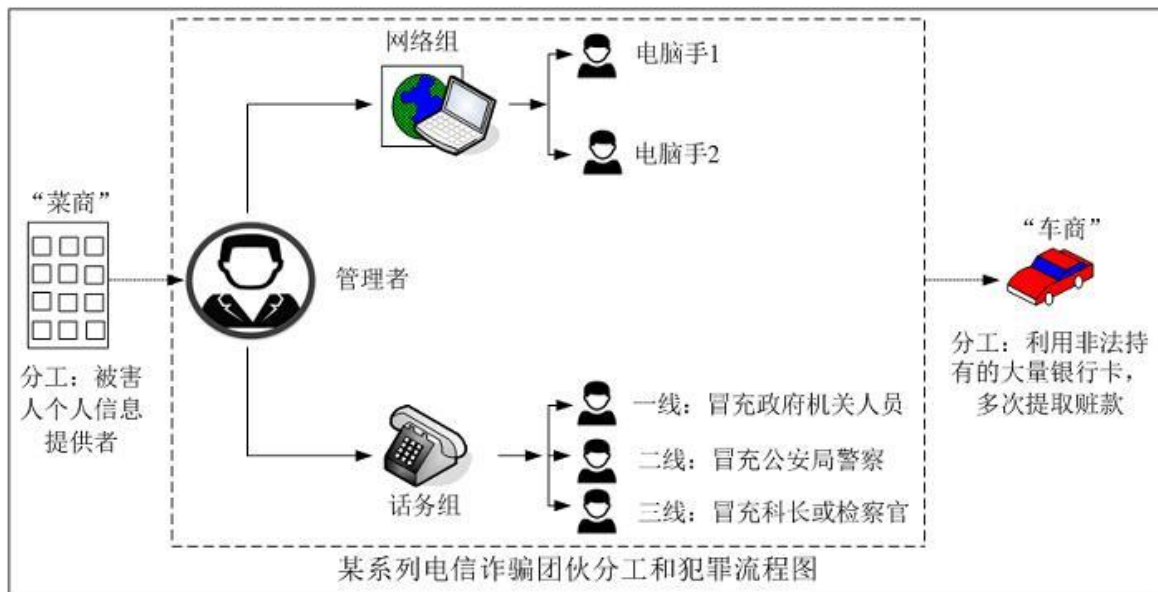 网络组
电脑手1
电脑手2
“菜商”
分工：被害
人个人信息
提供者
管理者
“车商”
分工：利用非法持
有的大量银行卡，
多次提取赃款
话务组
一线：冒充政府机关人员
二线：冒充公安局警察
三线：冒充科长或检察官
某系列电信诈骗团伙分工和犯罪流程图